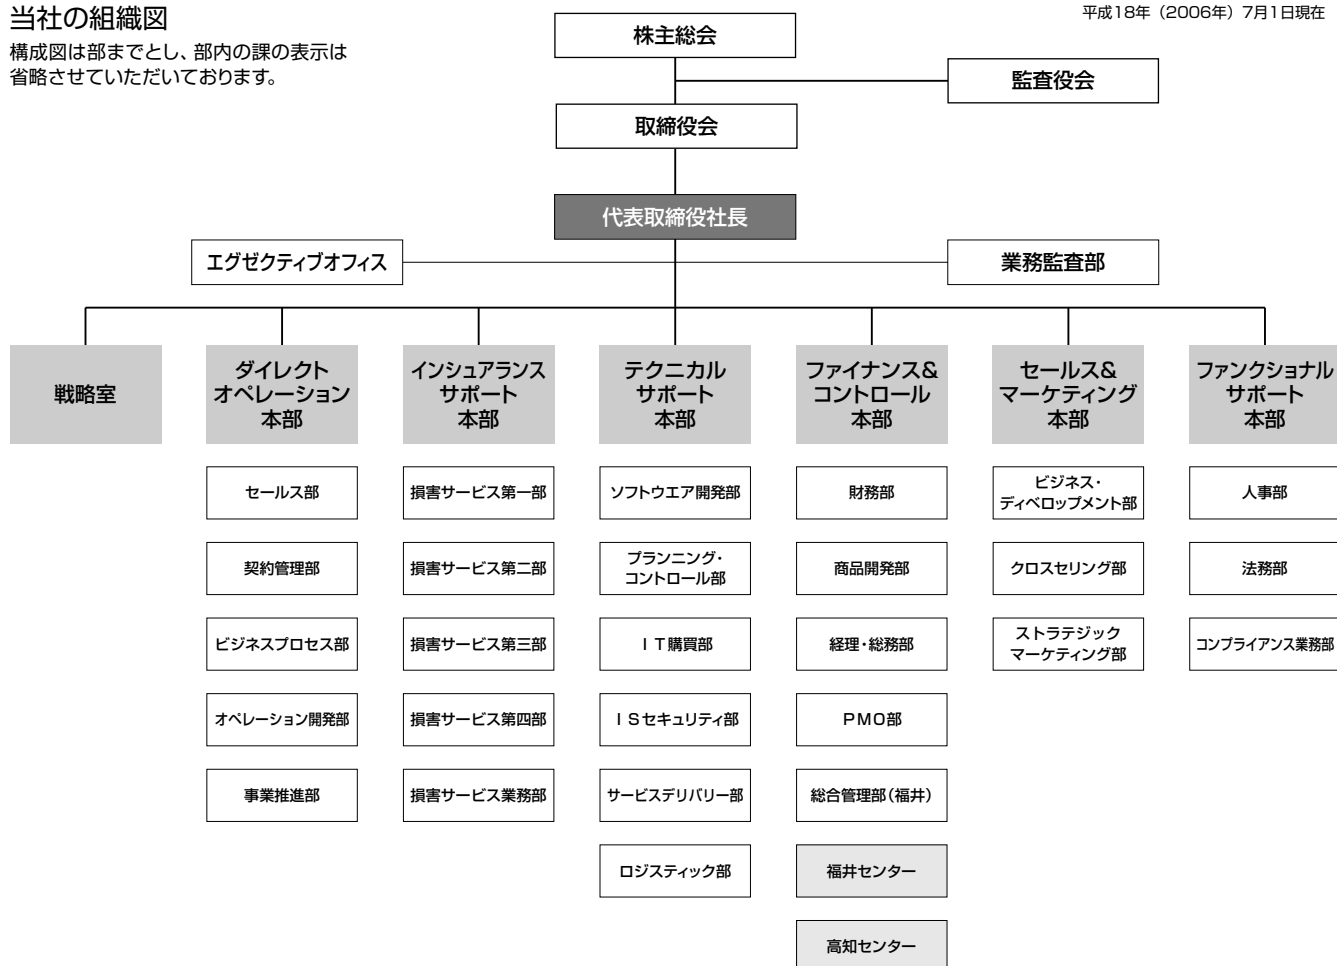 当社の組織図
構成図は部までとし、部内の課の表示は
省略させていただいております。
平成18年（2006年）7月1日現在
株主総会
監査役会
取締役会
代表取締役社長
エグゼクティブオフィス
業務監査部
戦略室
ダイレクト
オペレーション
本部
インシュアランス
サポート
本部
テクニカル
サポート
本部
ファイナンス&
コントロール
本部
セールス&
マーケティング
本部
ファンクショナル
サポート
本部
セールス部
損害サービス第一部
ソフトウエア開発部
財務部
ビジネス・
ディベロップメント部
人事部
契約管理部
損害サービス第二部
プランニング・
コントロール部
商品開発部
クロスセリング部
法務部
ビジネスプロセス部
損害サービス第三部
ＩＴ購買部
経理・総務部
ストラテジック
マーケティング部
コンプライアンス業務部
オペレーション開発部
損害サービス第四部
ＩＳセキュリティ部
PMO部
事業推進部
損害サービス業務部
サービスデリバリー部
総合管理部（福井）
ロジスティック部
福井センター
高知センター